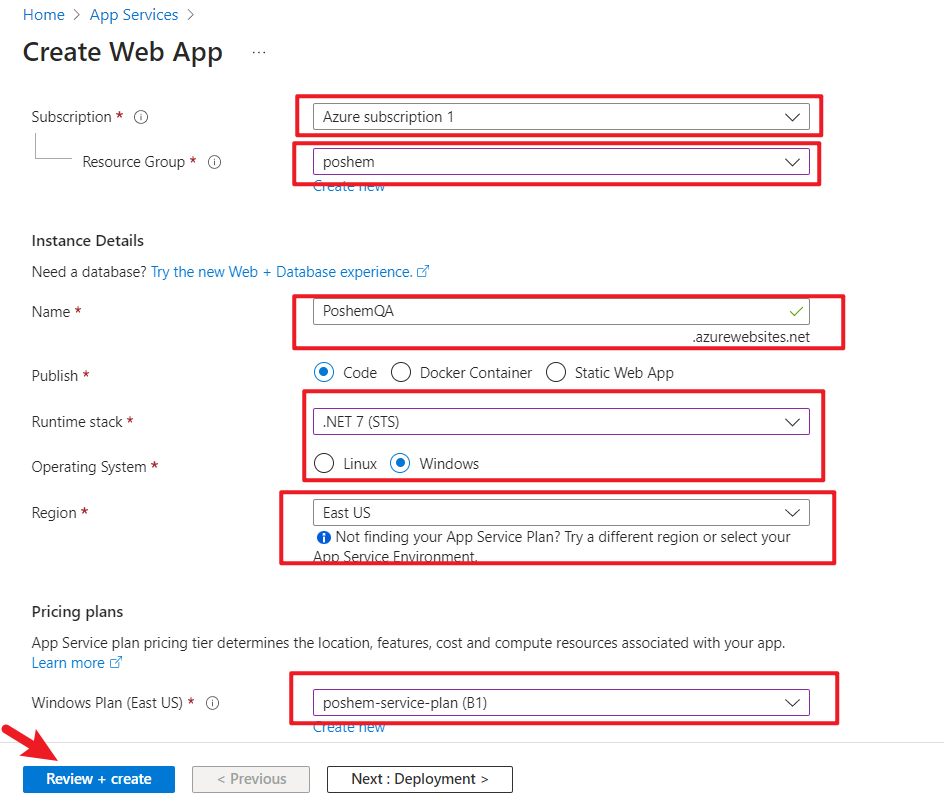 Home > App Services >
Create Web App ...
Subscription * Azure subscription 1
Resource Group * poshem
Create new
Instance Details
Need a database? Try the new Web + Database experience.
Name * PoshemQA
.azurewebsites.net
Publish * Code Docker Container Static Web App
Runtime stack * .NET 7 (STS)
Operating System * Linux Windows
Region * East US
Not finding your App Service Plan? Try a different region or select your
App Service Environment.
Pricing plans
App Service plan pricing tier determines the location, features, cost and compute resources associated with your app.
Learn more
Windows Plan (East US) * poshem-service-plan (B1)
Create new
Review + create < Previous Next : Deployment >